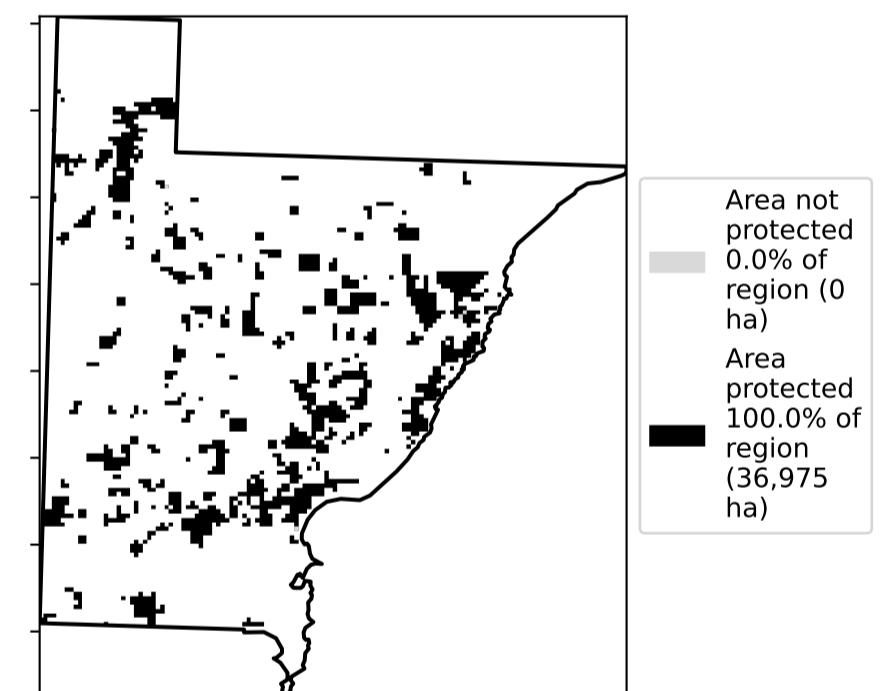 Area not
protected
0.0% of
region (0
ha)
Area
protected
100.0% of
region
(36,975
ha)